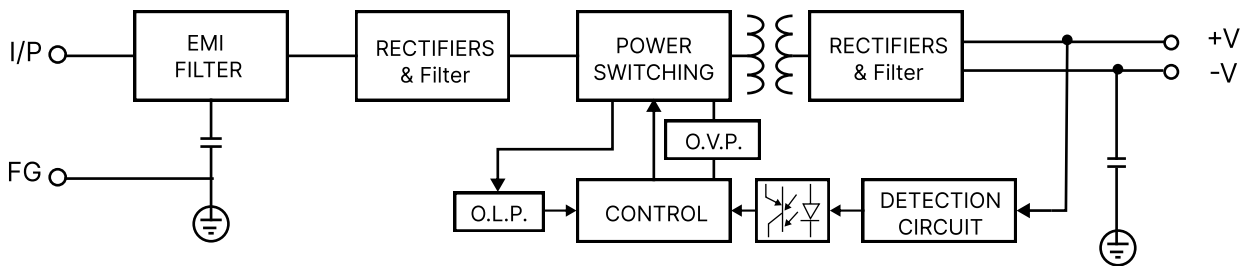 I/P
EMI
FILTER
RECTIFIERS
& Filter
POWER
SWITCHING
RECTIFIERS
& Filter
+V
-V
O.V.P.
FG
O.L.P.
CONTROL
DETECTION
CIRCUIT